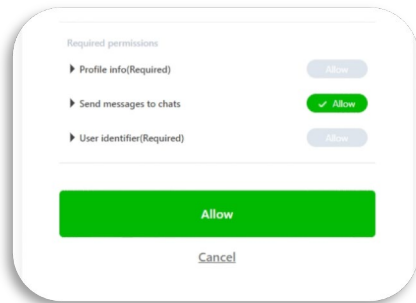 Required permissions
Profile info(Required) Allow
Send messages to chats Allow
User identifier(Required) Allow
Allow
Cancel